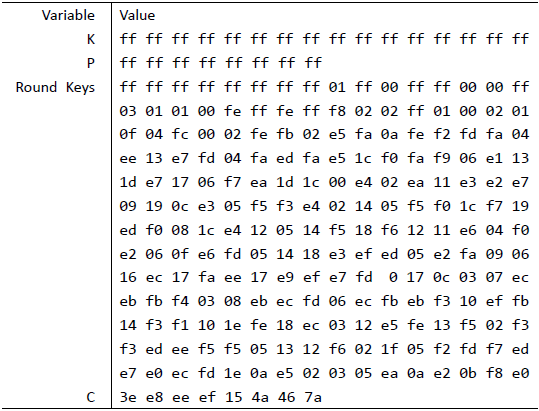 Variable Value
K ff ff ff ff ff ff ff ff ff ff ff ff ff ff ff ff
P ff ff ff ff ff ff ff ff
Round Keys ff ff ff ff ff ff ff ff 01 ff 00 ff ff 00 00 ff
03 01 01 00 fe ff fe ff f8 02 02 ff 01 00 02 01
0f 04 fc 00 02 fe fb 02 e5 fa 0a fe f2 fd fa 04
ee 13 e7 fd 04 fa ed fa e5 1c f0 fa f9 06 e1 13
1d e7 17 06 f7 ea 1d 1c 00 e4 02 ea 11 e3 e2 e7
09 19 0c e3 05 f5 f3 e4 02 14 05 f5 f0 1c f7 19
ed f0 08 1c e4 12 05 14 f5 18 f6 12 11 e6 04 f0
e2 06 0f e6 fd 05 14 18 e3 ef ed 05 e2 fa 09 06
16 ec 17 fa ee 17 e9 ef e7 fd 0 17 0c 03 07 ec
eb fb f4 03 08 eb ec fd 06 ec fb eb f3 10 ef fb
14 f3 f1 10 1e fe 18 ec 03 12 e5 fe 13 f5 02 f3
f3 ed ee f5 f5 05 13 12 f6 02 1f 05 f2 fd f7 ed
e7 e0 ec fd 1e 0a e5 02 03 05 ea 0a e2 0b f8 e0
C 3e e8 ee ef 15 4a 46 7a